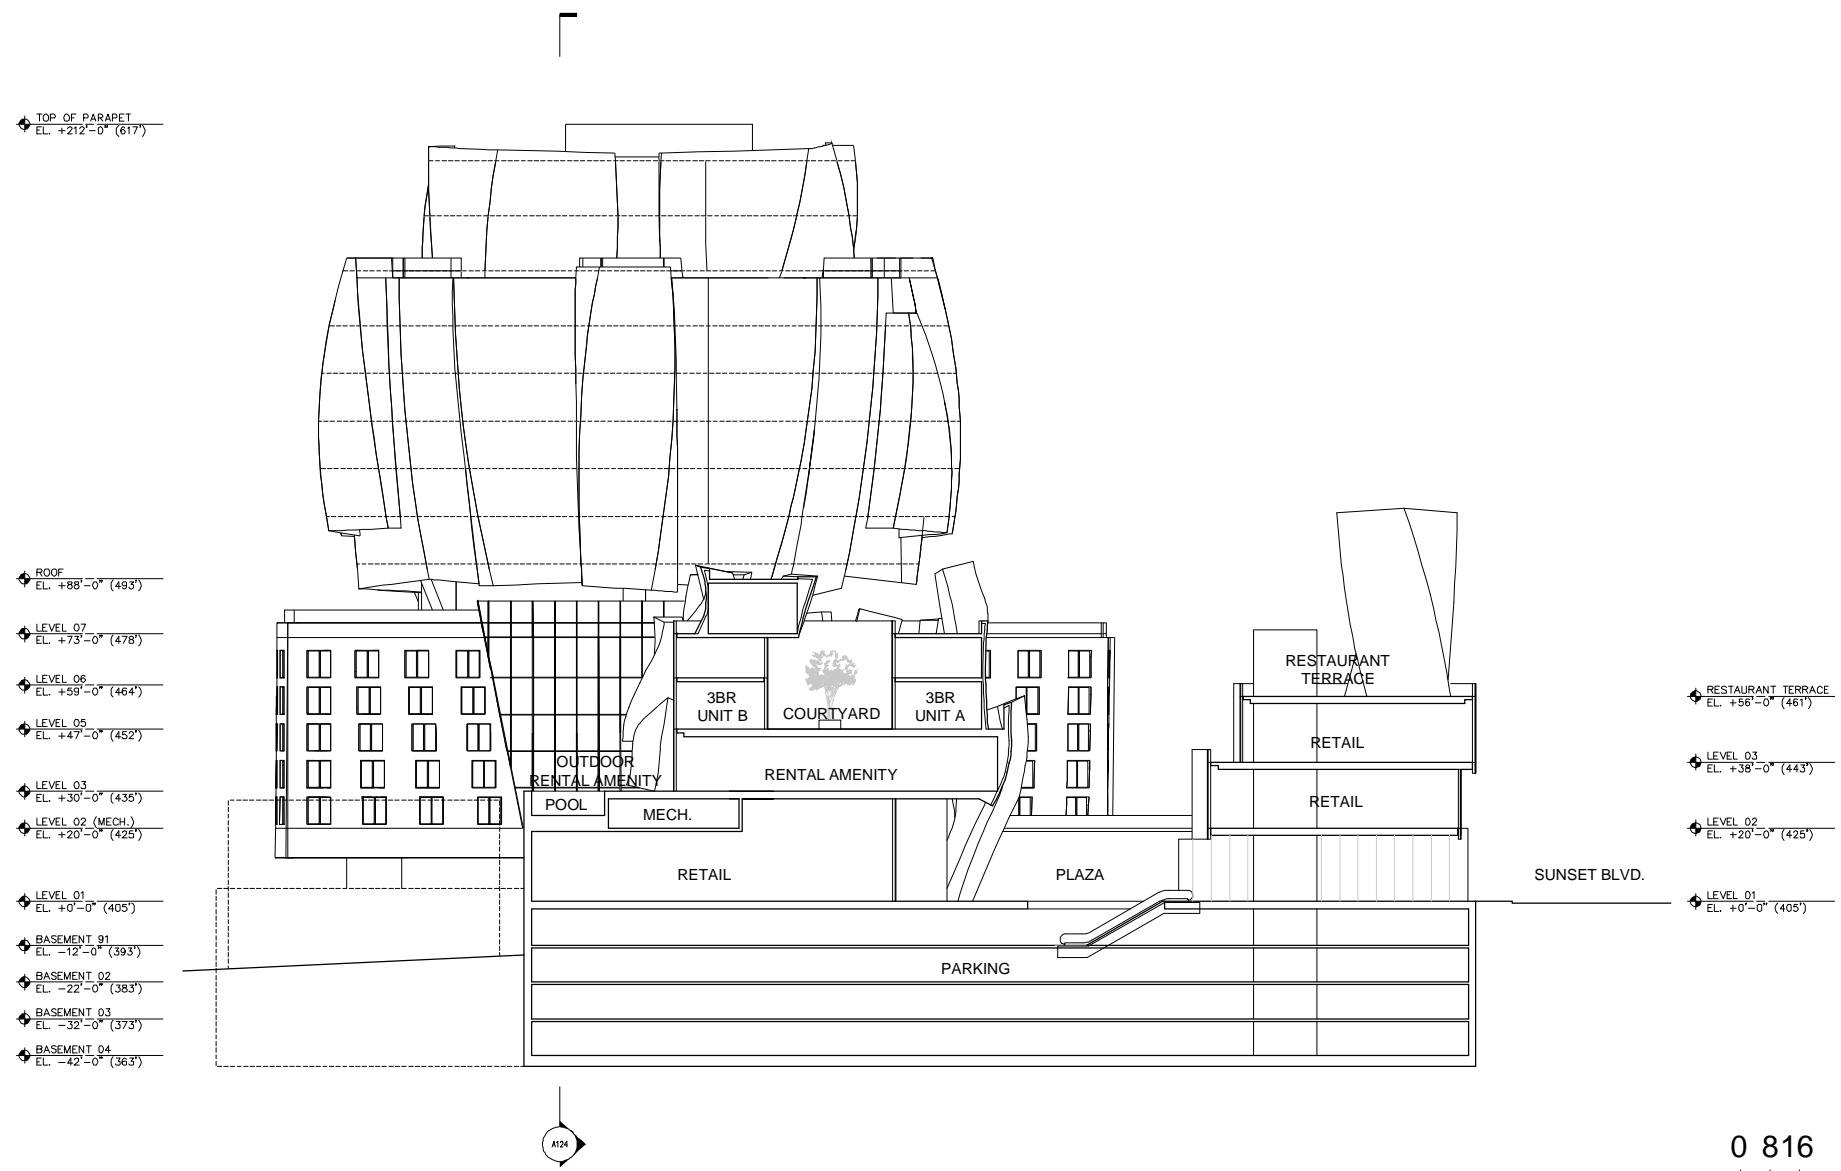 TOP OF PARAPET
EL. +212'-0" (617')
ROOF
EL. +88'-0" (493')
LEVEL 07
EL. +73'-0" (478')
LEVEL 06
EL. +59'-0" (464')
LEVEL 05
EL. +47'-0" (452')
LEVEL 03
EL. +30'-0" (435')
LEVEL 02 (MECH.)
EL. +20'-0" (425')
LEVEL 01
EL. +0'-0" (405')
BASEMENT 91
EL. -12'-0" (393')
BASEMENT 02
EL. -22'-0" (383')
BASEMENT 03
EL. -32'-0" (373')
BASEMENT 04
EL. -42'-0" (363')
3BR
UNIT B
COURTYARD
3BR
UNIT A
OUTDOOR
RENTAL AMENITY
RENTAL AMENITY
POOL
MECH.
RETAIL
PLAZA
PARKING
RESTAURANT
TERRACE
RETAIL
RETAIL
SUNSET BLVD.
RESTAURANT TERRACE
EL. +56'-0" (461')
LEVEL 03
EL. +38'-0" (443')
LEVEL 02
EL. +20'-0" (425')
LEVEL 01
EL. +0'-0" (405')
A124
0 816